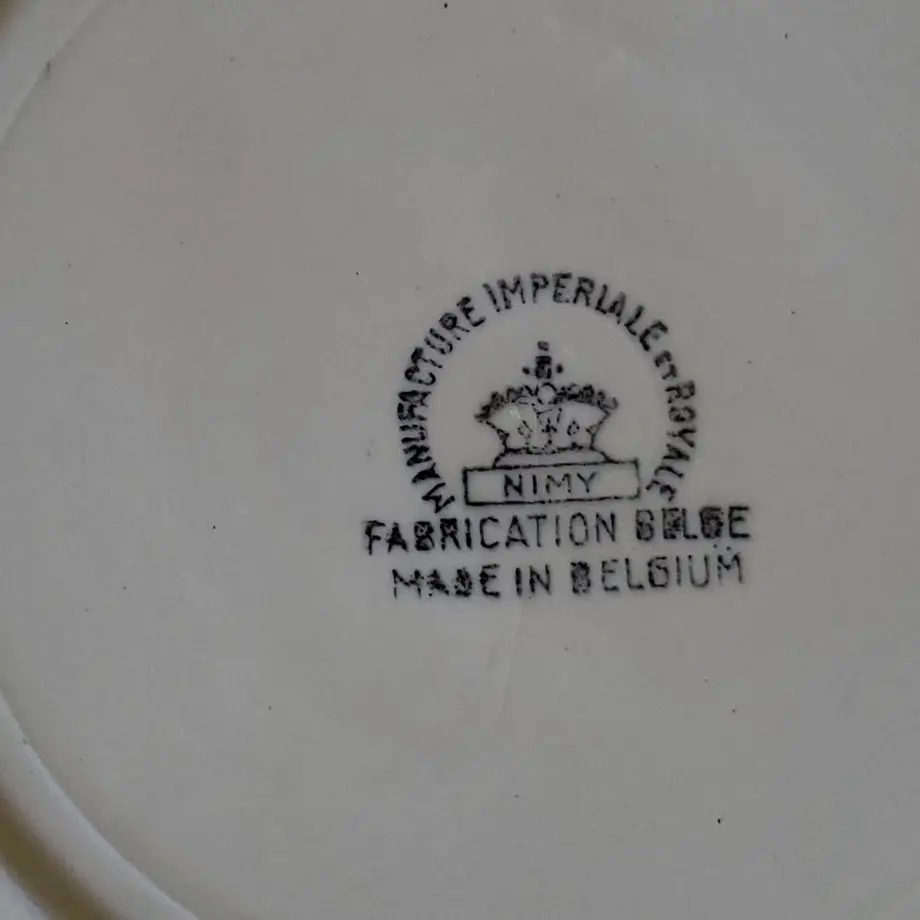 MANUFACTURE IMPERIALE ET ROYALE
NIMY
FABRICATION BELGE
MADE IN BELGIUM